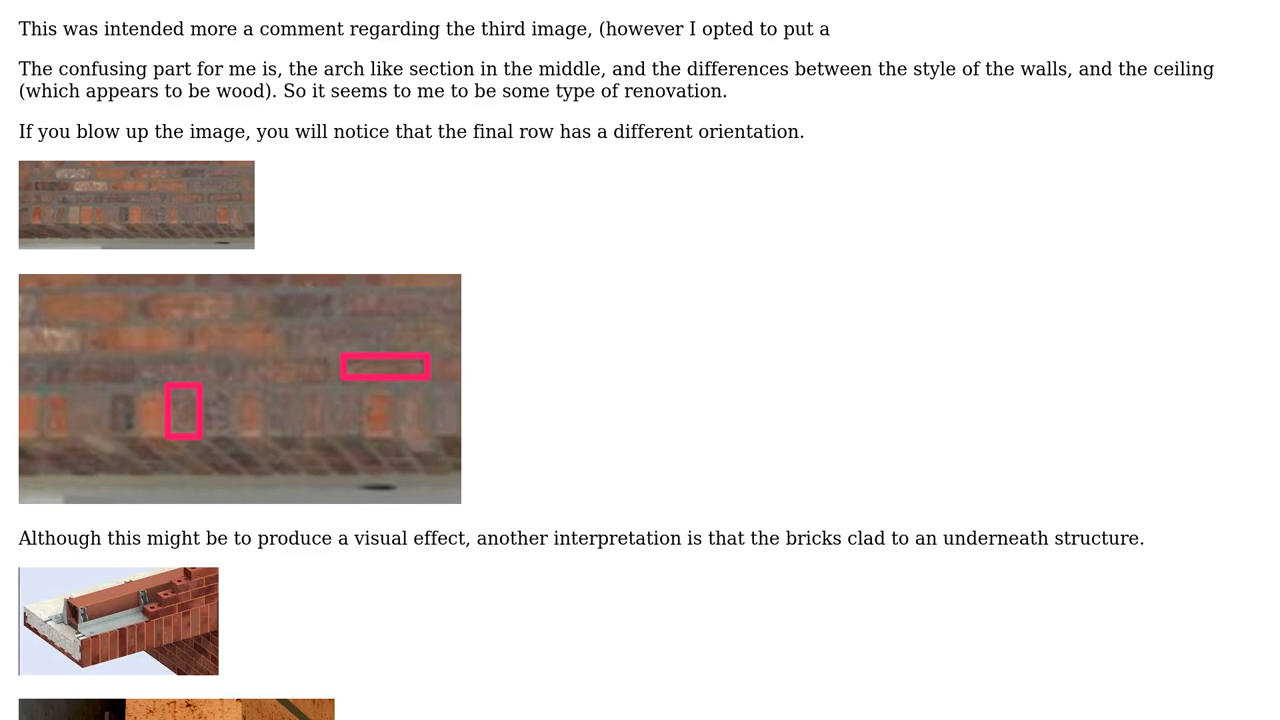 This was intended more a comment regarding the third image, (however I opted to put a
The confusing part for me is, the arch like section in the middle, and the differences between the style of the walls, and the ceiling
(which appears to be wood). So it seems to me to be some type of renovation.
If you blow up the image, you will notice that the final row has a different orientation.
Although this might be to produce a visual effect, another interpretation is that the bricks clad to an underneath structure.